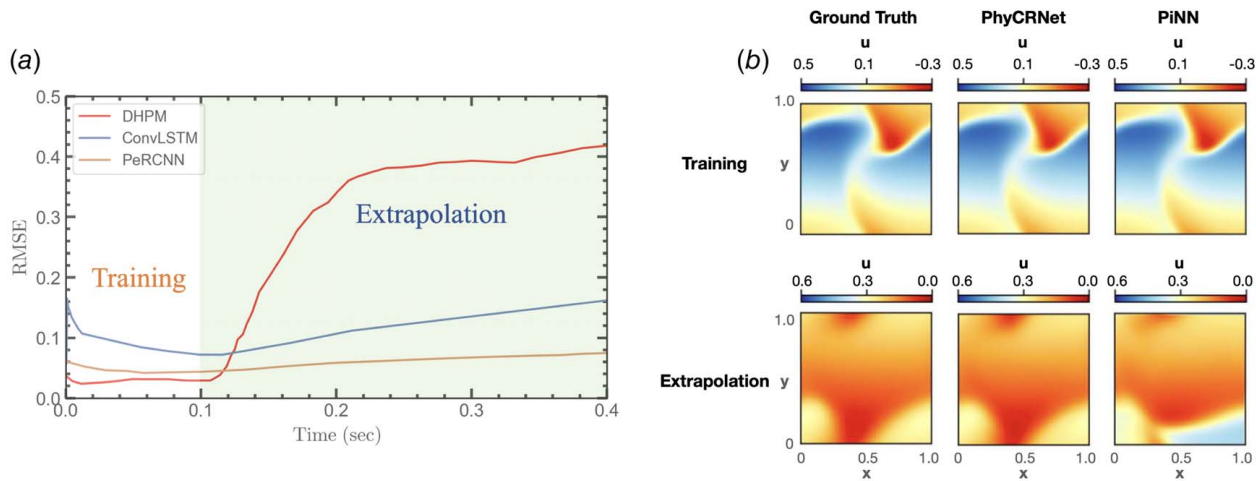 (a)
0.5
0.4
0.3
0.2
0.1
0.0
RMSE
DHPM
ConvLSTM
PeRCNN
Training
Extrapolation
0.0 0.1 0.2 0.3 0.4
Time (sec)
(b)
Ground Truth PhyCRNet PiNN
u u u
0.5 0.1 -0.3 0.5 0.1 -0.3 0.5 0.1 -0.3
1.0
Training y
0
u u u
0.6 0.3 0.0 0.6 0.3 0.0 0.6 0.3 0.0
1.0
Extrapolation y
0
0 0.5 1.0 0 0.5 1.0 0 0.5 1.0
x x x